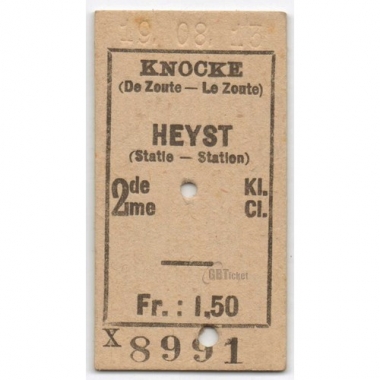 19 08 13
KNOCKE
(De Zoute — Le Zoute)
HEYST
(Statie — Station)
2de Kl.
2me Cl.
GBTicket
Fr. : 1,50
X 8991